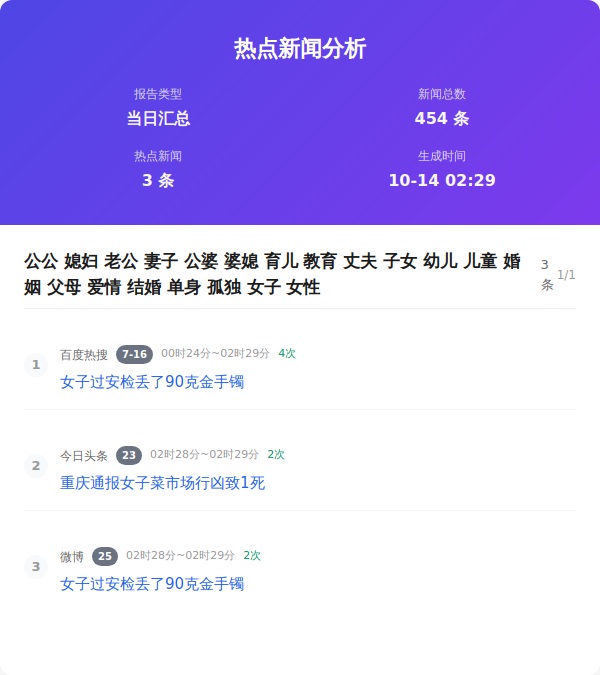 热点新闻分析
报告类型
新闻总数
当日汇总
454 条
热点新闻
生成时间
3 条
10-14 02:29
公公 媳妇 老公 妻子 公婆 婆媳 育儿 教育 丈夫 子女 幼儿 儿童 婚
姻 父母 爱情 结婚 单身 孤独 女子 女性
3
条
1/1
1
百度热搜 7-16 00时24分~02时29分 4次
女子过安检丢了90克金手镯
2
今日头条 23 02时28分~02时29分 2次
重庆通报女子菜市场行凶致1死
3
微博 25 02时28分~02时29分 2次
女子过安检丢了90克金手镯